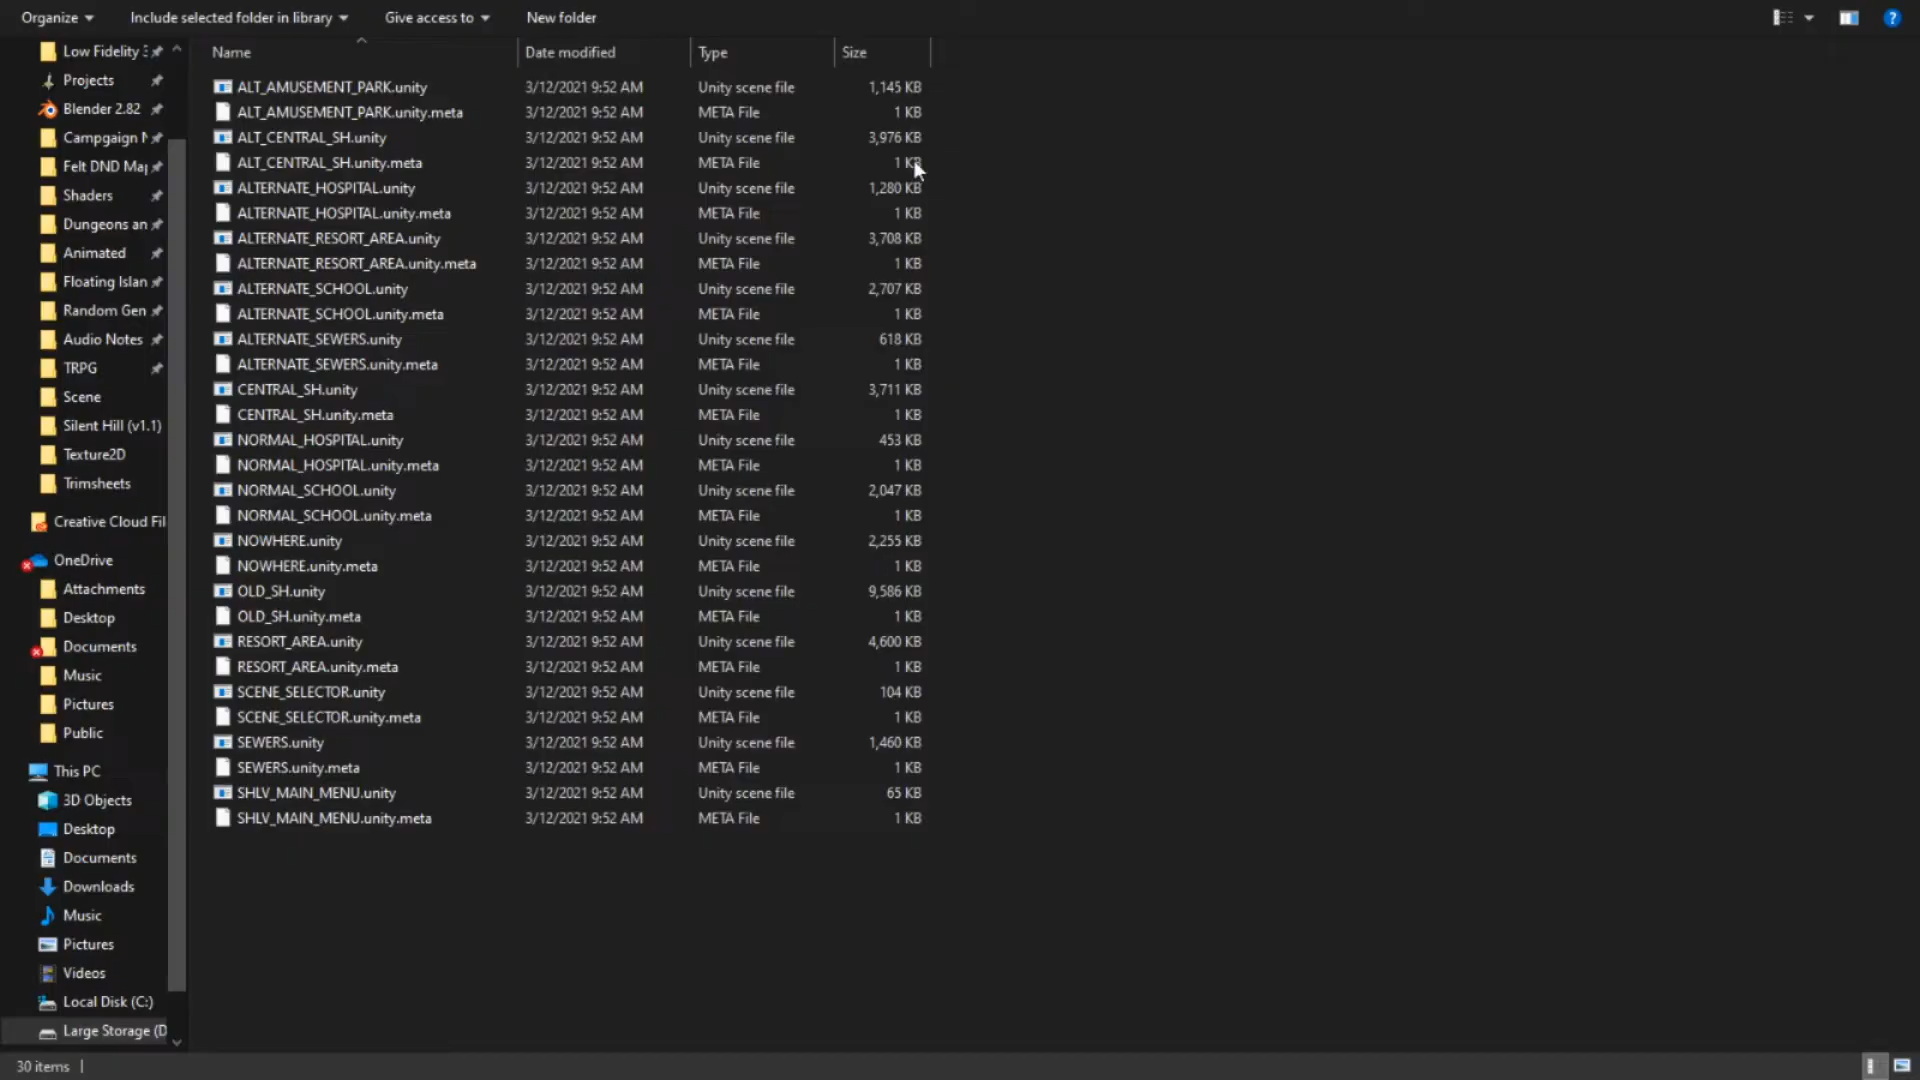 Organize Include selected folder in library Give access to New folder
Name Date modified Type Size
Low Fidelity 3
Projects
Blender 2.82
Campgaign N
Felt DND Map
Shaders
Dungeons an
Animated
Floating Islan
Random Gen
Audio Notes
TRPG
Scene
Silent Hill (v1.1)
Texture2D
Trimsheets
Creative Cloud Fil
OneDrive
Attachments
Desktop
Documents
Music
Pictures
Public
This PC
3D Objects
Desktop
Documents
Downloads
Music
Pictures
Videos
Local Disk (C:)
Large Storage (D
ALT_AMUSEMENT_PARK.unity 3/12/2021 9:52 AM Unity scene file 1,145 KB
ALT_AMUSEMENT_PARK.unity.meta 3/12/2021 9:52 AM META File 1 KB
ALT_CENTRAL_SH.unity 3/12/2021 9:52 AM Unity scene file 3,976 KB
ALT_CENTRAL_SH.unity.meta 3/12/2021 9:52 AM META File 1 KB
ALTERNATE_HOSPITAL.unity 3/12/2021 9:52 AM Unity scene file 1,280 KB
ALTERNATE_HOSPITAL.unity.meta 3/12/2021 9:52 AM META File 1 KB
ALTERNATE_RESORT_AREA.unity 3/12/2021 9:52 AM Unity scene file 3,708 KB
ALTERNATE_RESORT_AREA.unity.meta 3/12/2021 9:52 AM META File 1 KB
ALTERNATE_SCHOOL.unity 3/12/2021 9:52 AM Unity scene file 2,707 KB
ALTERNATE_SCHOOL.unity.meta 3/12/2021 9:52 AM META File 1 KB
ALTERNATE_SEWERS.unity 3/12/2021 9:52 AM Unity scene file 618 KB
ALTERNATE_SEWERS.unity.meta 3/12/2021 9:52 AM META File 1 KB
CENTRAL_SH.unity 3/12/2021 9:52 AM Unity scene file 3,711 KB
CENTRAL_SH.unity.meta 3/12/2021 9:52 AM META File 1 KB
NORMAL_HOSPITAL.unity 3/12/2021 9:52 AM Unity scene file 453 KB
NORMAL_HOSPITAL.unity.meta 3/12/2021 9:52 AM META File 1 KB
NORMAL_SCHOOL.unity 3/12/2021 9:52 AM Unity scene file 2,047 KB
NORMAL_SCHOOL.unity.meta 3/12/2021 9:52 AM META File 1 KB
NOWHERE.unity 3/12/2021 9:52 AM Unity scene file 2,255 KB
NOWHERE.unity.meta 3/12/2021 9:52 AM META File 1 KB
OLD_SH.unity 3/12/2021 9:52 AM Unity scene file 9,586 KB
OLD_SH.unity.meta 3/12/2021 9:52 AM META File 1 KB
RESORT_AREA.unity 3/12/2021 9:52 AM Unity scene file 4,600 KB
RESORT_AREA.unity.meta 3/12/2021 9:52 AM META File 1 KB
SCENE_SELECTOR.unity 3/12/2021 9:52 AM Unity scene file 104 KB
SCENE_SELECTOR.unity.meta 3/12/2021 9:52 AM META File 1 KB
SEWERS.unity 3/12/2021 9:52 AM Unity scene file 1,460 KB
SEWERS.unity.meta 3/12/2021 9:52 AM META File 1 KB
SHLV_MAIN_MENU.unity 3/12/2021 9:52 AM Unity scene file 65 KB
SHLV_MAIN_MENU.unity.meta 3/12/2021 9:52 AM META File 1 KB
30 items